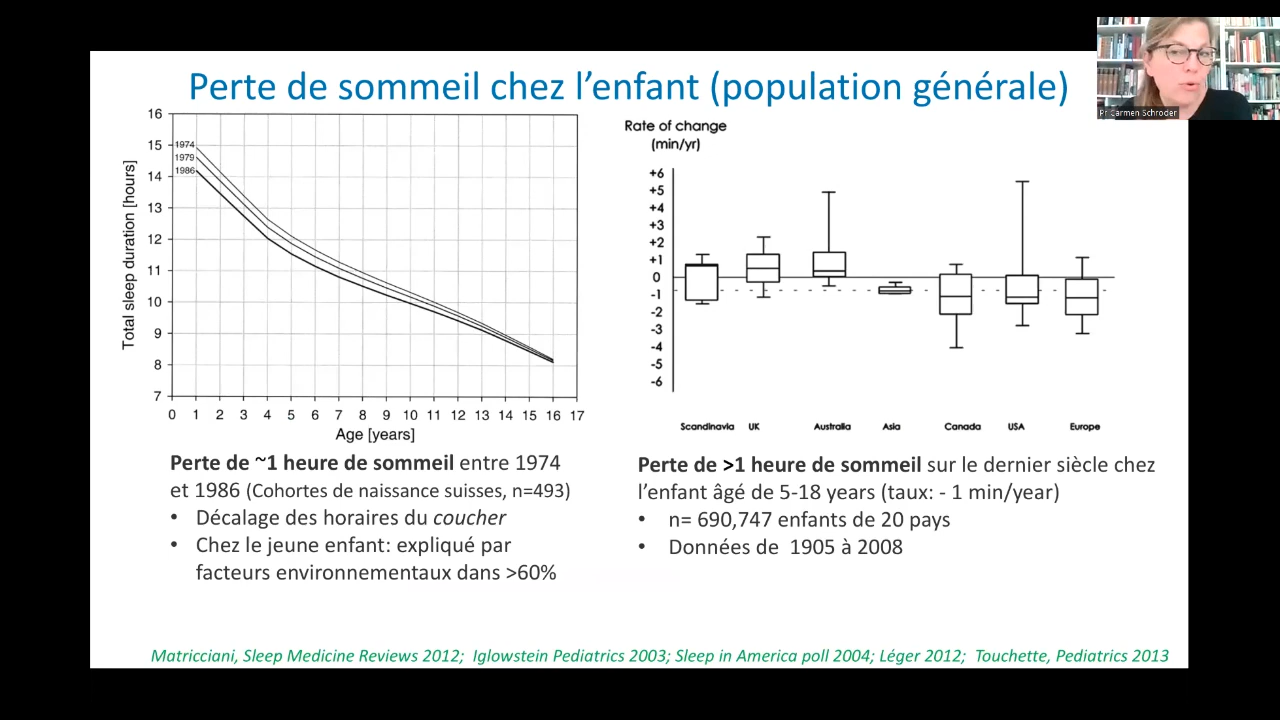 Perte de sommeil chez l’enfant (population générale)
Pr Carmen Schroder
16
15
14
13
12
11
10
9
8
7
Total sleep duration [hours]
1974
1979
1986
0 1 2 3 4 5 6 7 8 9 10 11 12 13 14 15 16 17
Age [years]
Rate of change
(min/yr)
+6
+5
+4
+3
+2
+1
0
-1
-2
-3
-4
-5
-6
Scandinavia UK Australia Asia Canada USA Europe
Perte de ~1 heure de sommeil entre 1974
et 1986 (Cohortes de naissance suisses, n=493)
• Décalage des horaires du coucher
• Chez le jeune enfant: expliqué par
facteurs environnementaux dans >60%
Perte de >1 heure de sommeil sur le dernier siècle chez
l’enfant âgé de 5-18 years (taux: - 1 min/year)
• n= 690,747 enfants de 20 pays
• Données de 1905 à 2008
Matricciani, Sleep Medicine Reviews 2012; Iglowstein Pediatrics 2003; Sleep in America poll 2004; Léger 2012; Touchette, Pediatrics 2013